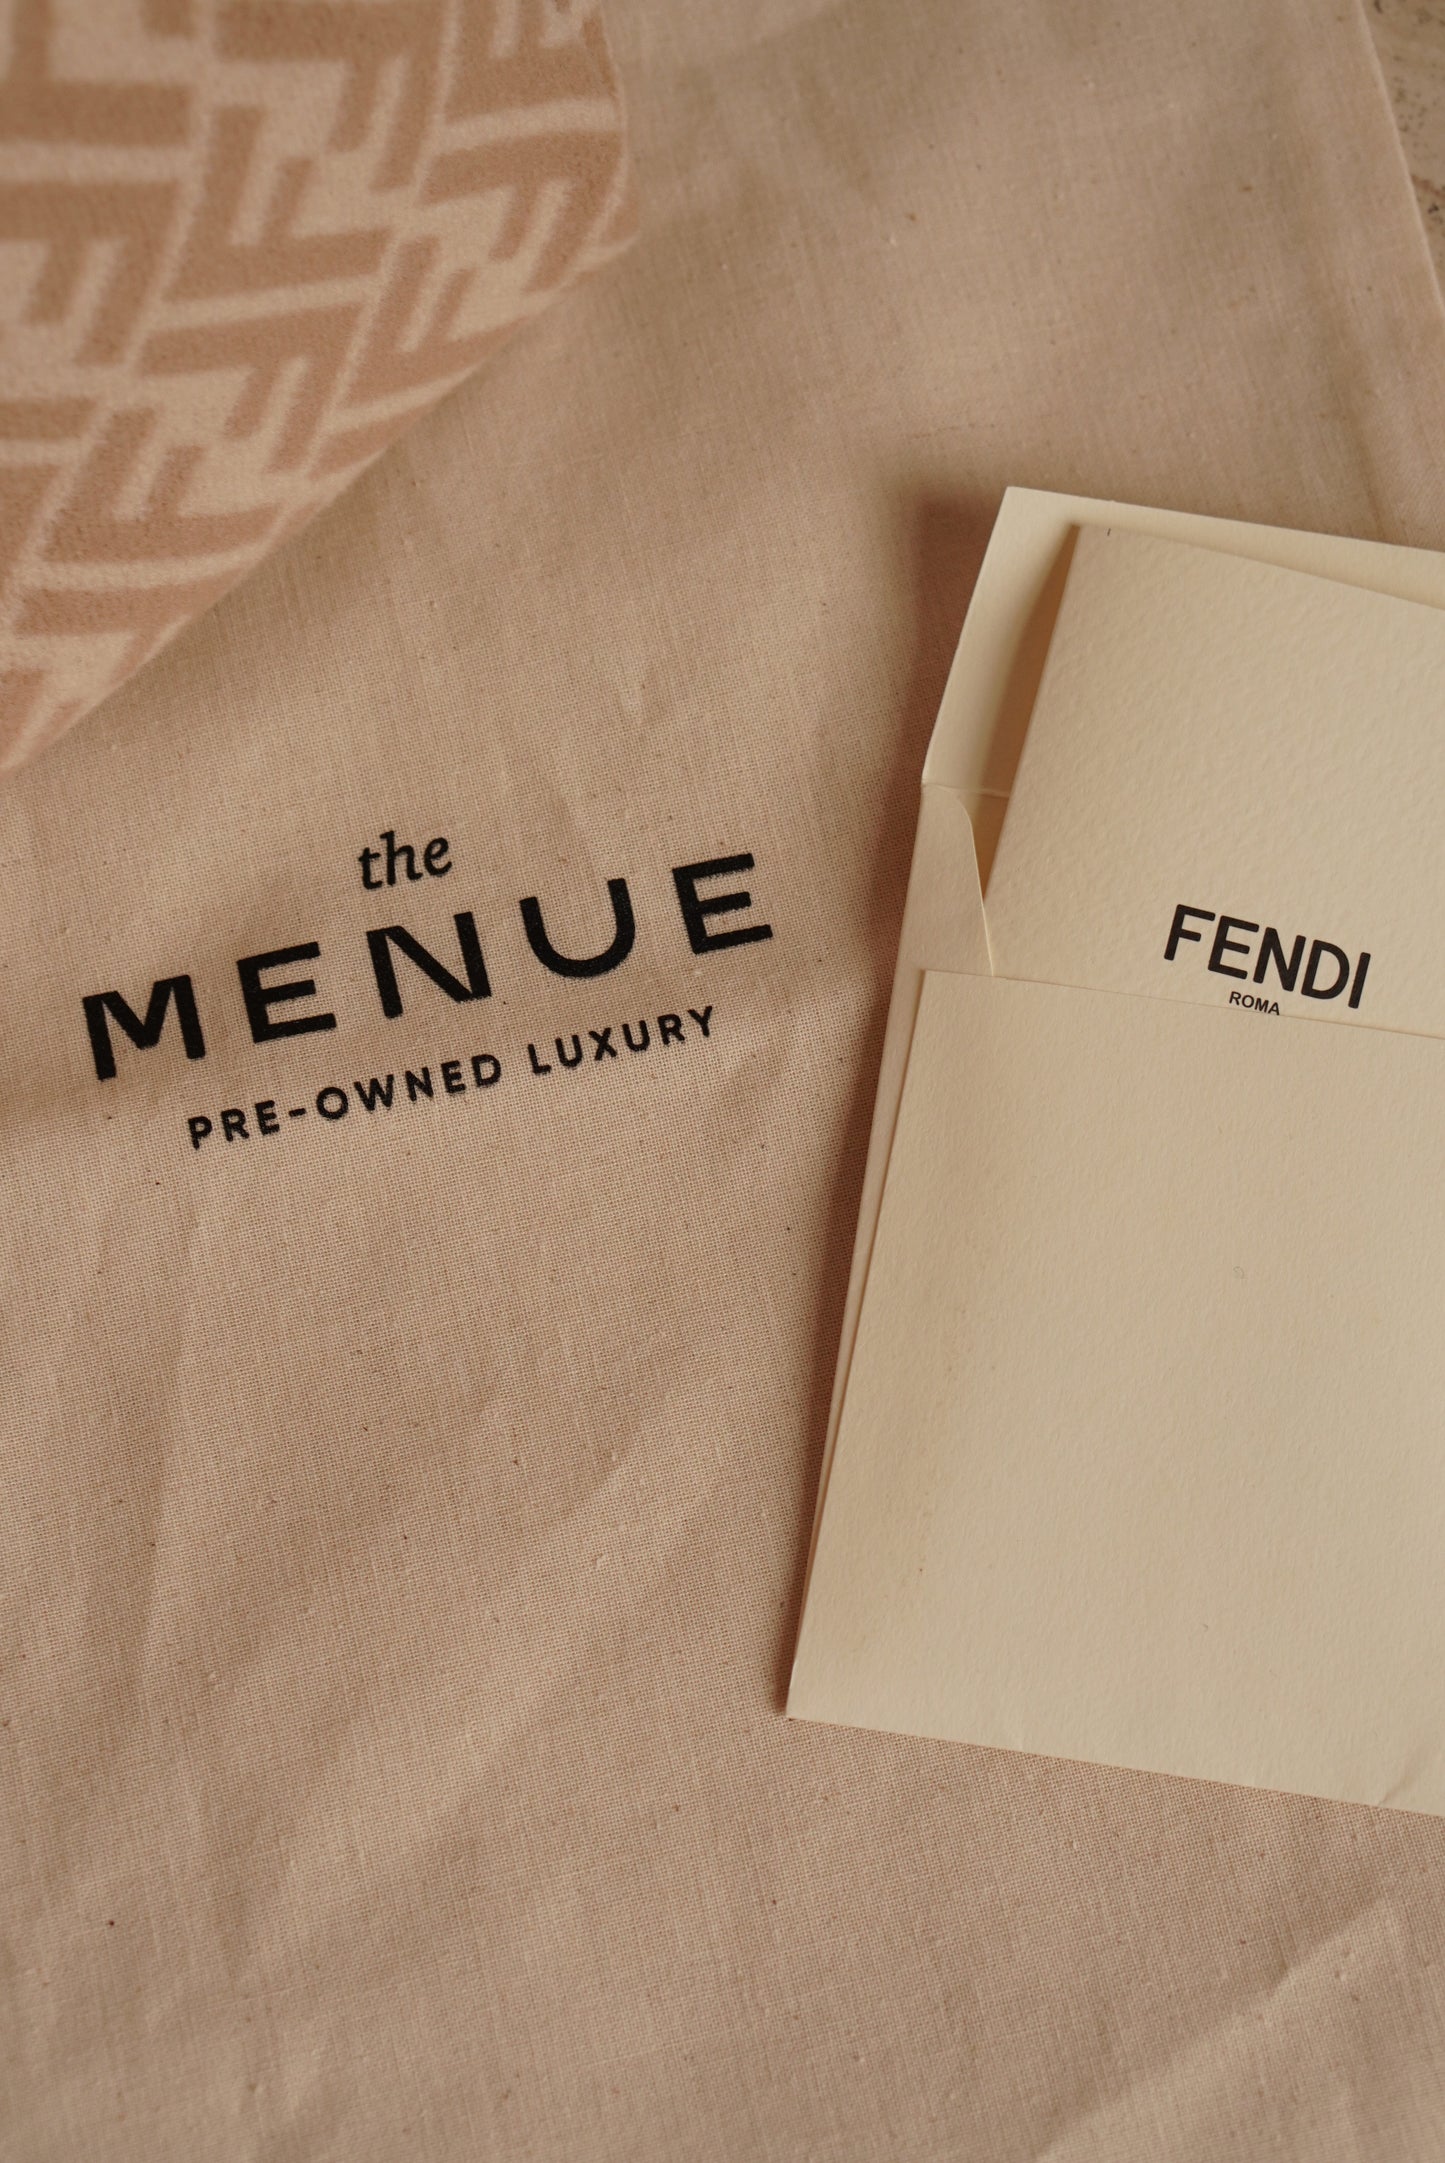 the
MENUE
PRE-OWNED LUXURY
FENDI
ROMA